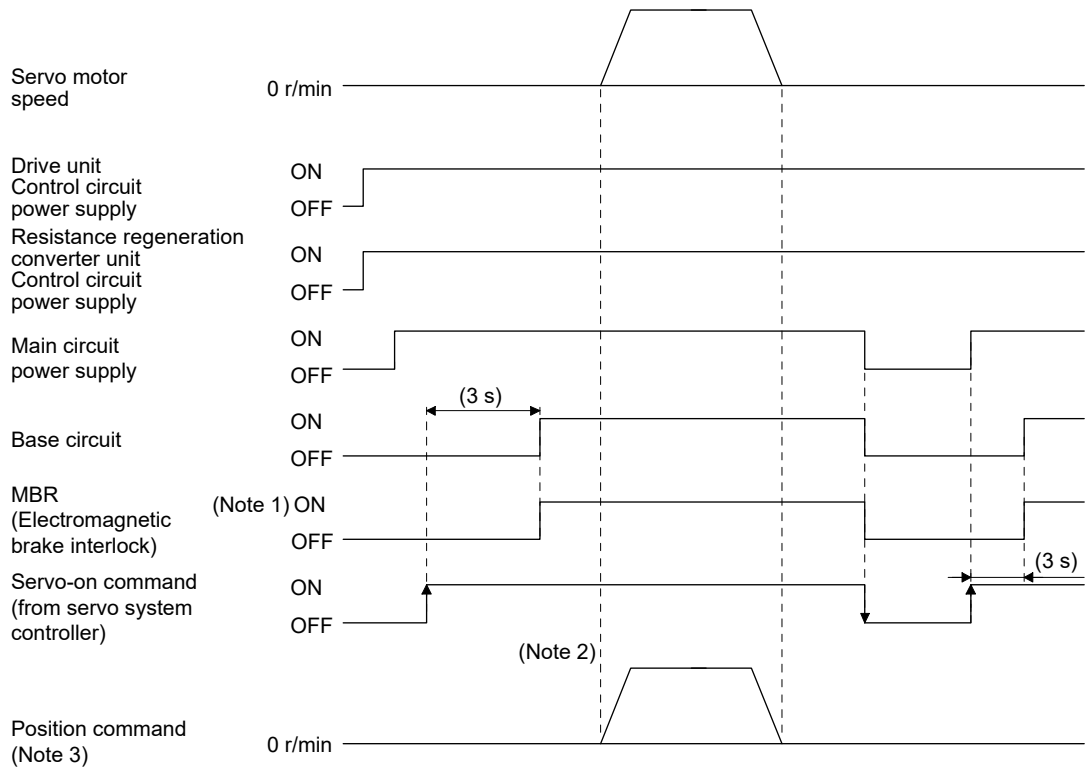 Servo motor
speed
0 r/min
Drive unit
Control circuit
power supply
ON
OFF
Resistance regeneration
converter unit
Control circuit
power supply
ON
OFF
Main circuit
power supply
ON
OFF
(3 s)
Base circuit
ON
OFF
MBR
(Electromagnetic
brake interlock)
(Note 1) ON
OFF
(3 s)
Servo-on command
(from servo system
controller)
ON
OFF
(Note 2)
Position command
(Note 3)
0 r/min